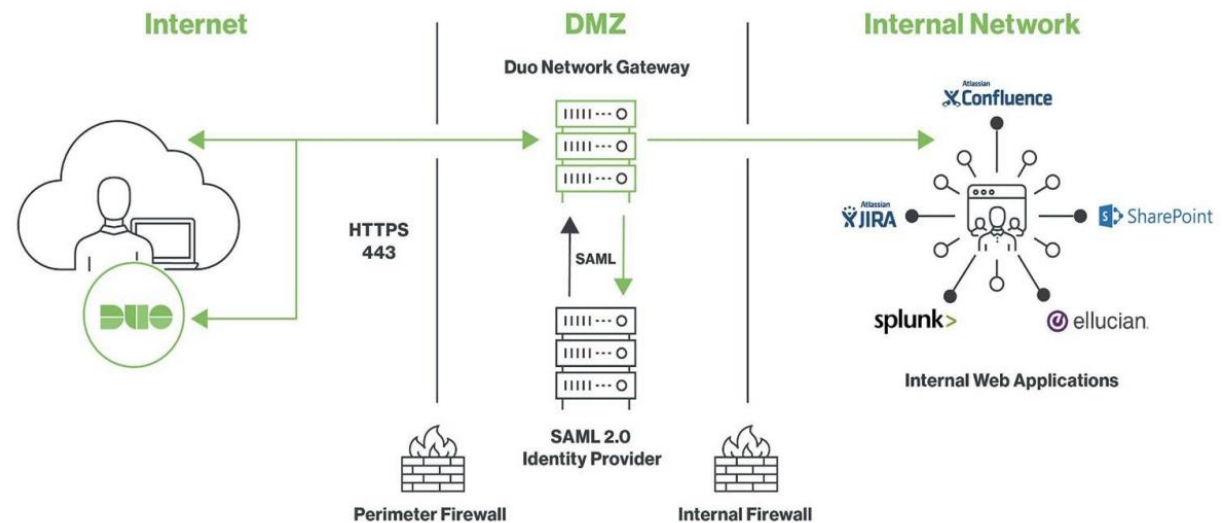 Internet
DMZ
Internal Network
Duo Network Gateway
Atlassian
Confluence
HTTPS
443
SAML
Atlassian
JIRA
S
SharePoint
DUO
splunk>
e ellucian.
Internal Web Applications
SAML 2.0
Identity Provider
Perimeter Firewall
Internal Firewall